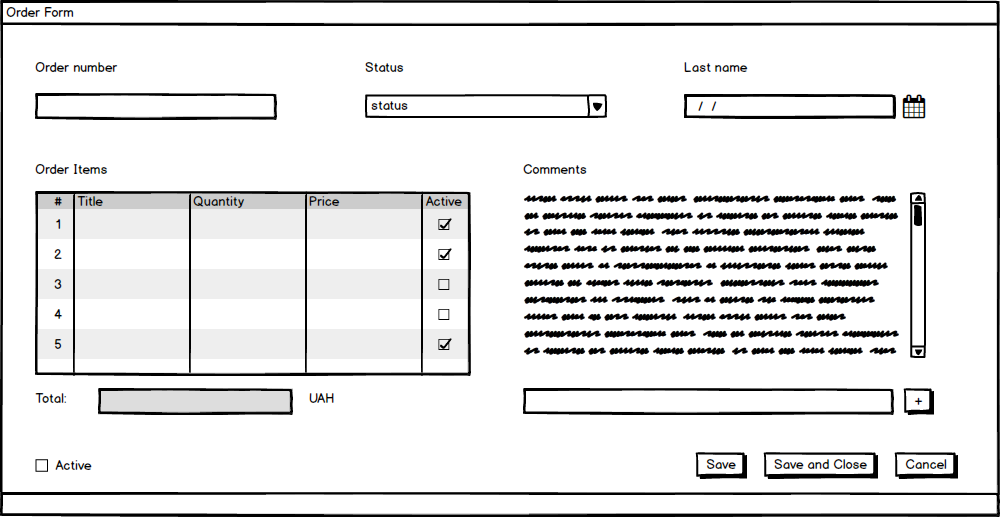 Order Form
Order number
Status
Last name
status
/ /
Order Items
Comments
# Title Quantity Price Active
1
2
3
4
5
Total:
UAH
+
Active
Save
Save and Close
Cancel